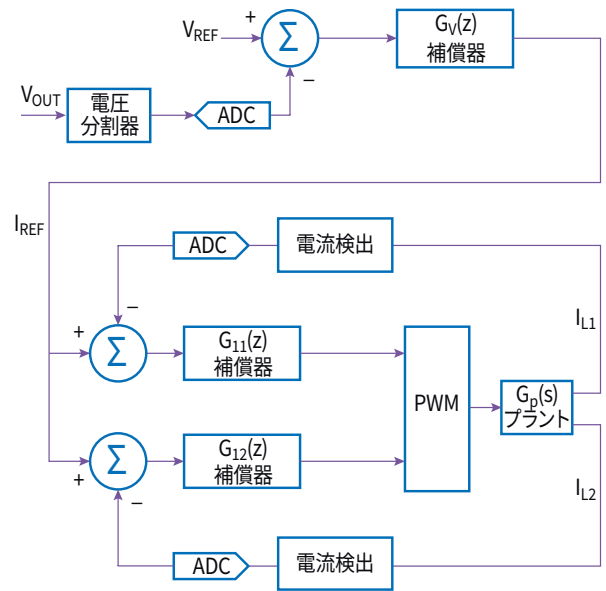 +
VREF
Σ
−
GV(z)
補償器
VOUT
電圧
分割器
ADC
IREF
ADC
電流検出
−
+
Σ
G11(z)
補償器
IL1
PWM
Gp(s)
プラント
Σ
+
−
G12(z)
補償器
IL2
ADC
電流検出